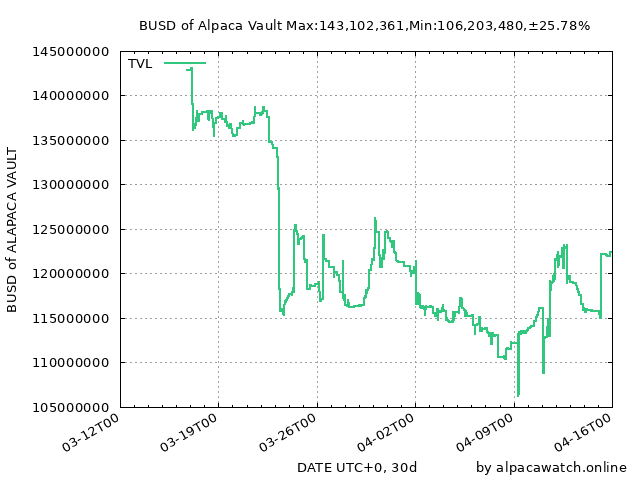 BUSD of Alpaca Vault Max:143,102,361,Min:106,203,480,±25.78%
145000000
TVL
140000000
135000000
130000000
125000000
120000000
115000000
110000000
105000000
BUSD of ALAPACA VAULT
03-12T00
03-19T00
03-26T00
04-02T00
04-09T00
04-16T00
DATE UTC+0, 30d
by alpacawatch.online